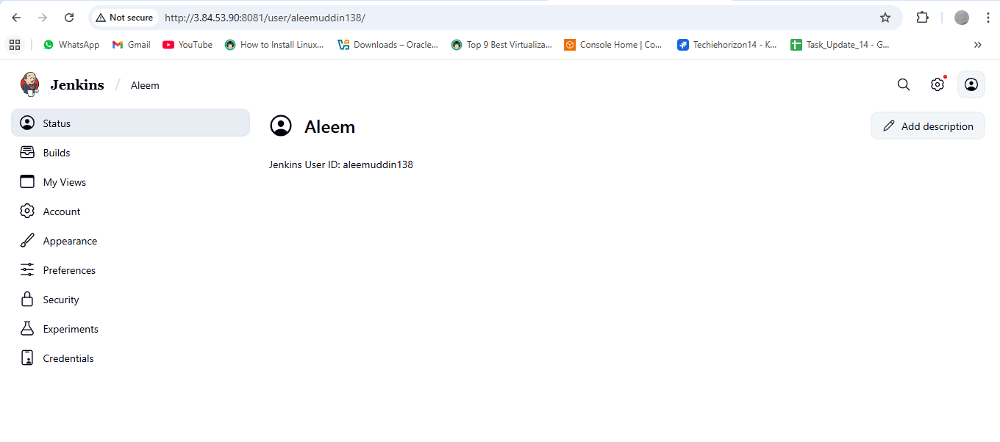 Not secure http://3.84.53.90:8081/user/aleemuddin138/
WhatsApp Gmail YouTube How to Install Linux... Downloads – Oracle... Top 9 Best Virtualiza... Console Home | Co... Techiehorizon14 - K... Task_Update_14 - G...
Jenkins / Aleem
Status
Aleem
Add description
Builds
Jenkins User ID: aleemuddin138
My Views
Account
Appearance
Preferences
Security
Experiments
Credentials